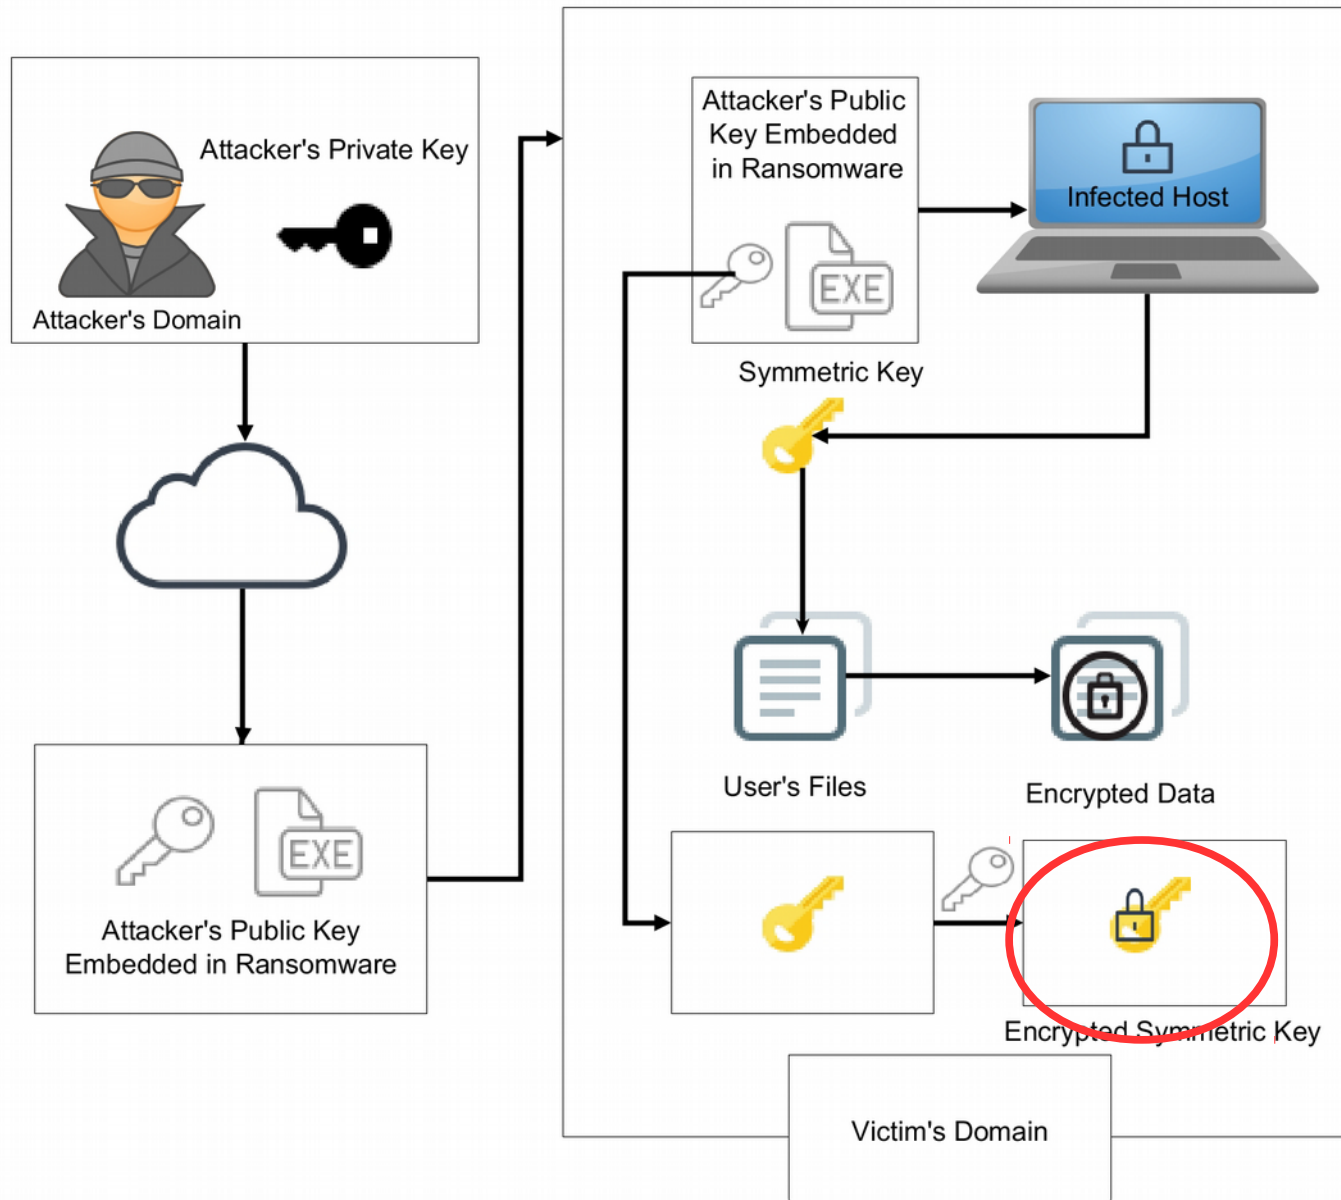 Attacker's Private Key
Attacker's Domain
EXE
Attacker's Public Key
Embedded in Ransomware
Attacker's Public
Key Embedded
in Ransomware
EXE
Infected Host
Symmetric Key
User's Files
Encrypted Data
Encrypted Symmetric Key
Victim's Domain